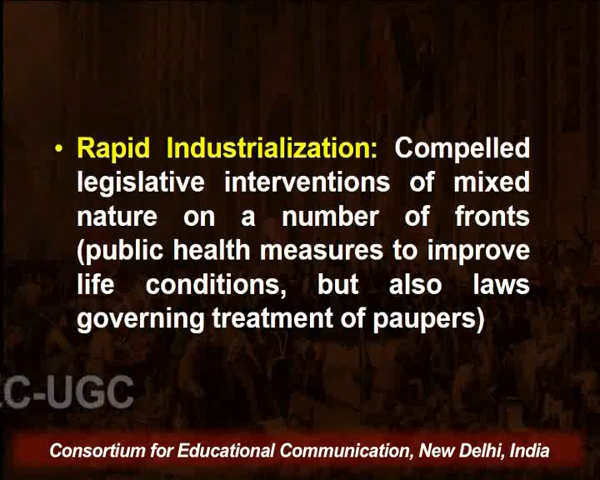 • Rapid Industrialization: Compelled
legislative interventions of mixed
nature on a number of fronts
(public health measures to improve
life conditions, but also laws
governing treatment of paupers)
EC-UGC
Consortium for Educational Communication, New Delhi, India